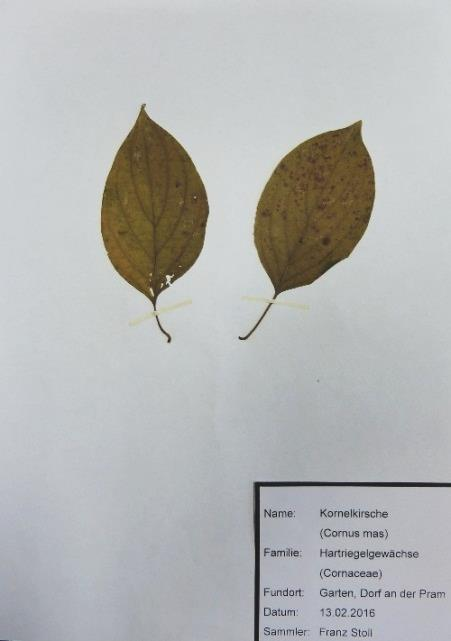 Name: Kornelkirsche
(Cornus mas)
Familie: Hartriegelgewächse
(Cornaceae)
Fundort: Garten, Dorf an der Pram
Datum: 13.02.2016
Sammler: Franz Stoli